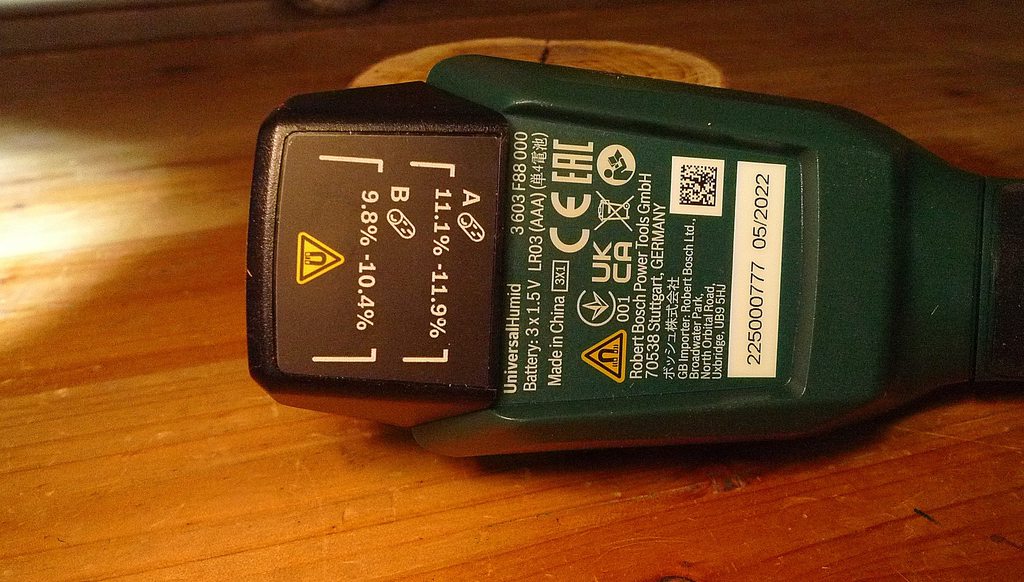 A
11.1% -11.9%
B
9.8% -10.4%
UniversalHumid 3 603 F88 000
Battery: 3 x 1.5 V LR03 (AAA) (単4電池)
Made in China 3X1 CE EAC
001 UK CA
Robert Bosch Power Tools GmbH
70538 Stuttgart, GERMANY
ボッシュ株式会社
GB Importer: Robert Bosch Ltd.,
Broadwater Park,
North Orbital Road,
Uxbridge, UB9 5HJ
225000777 05/2022